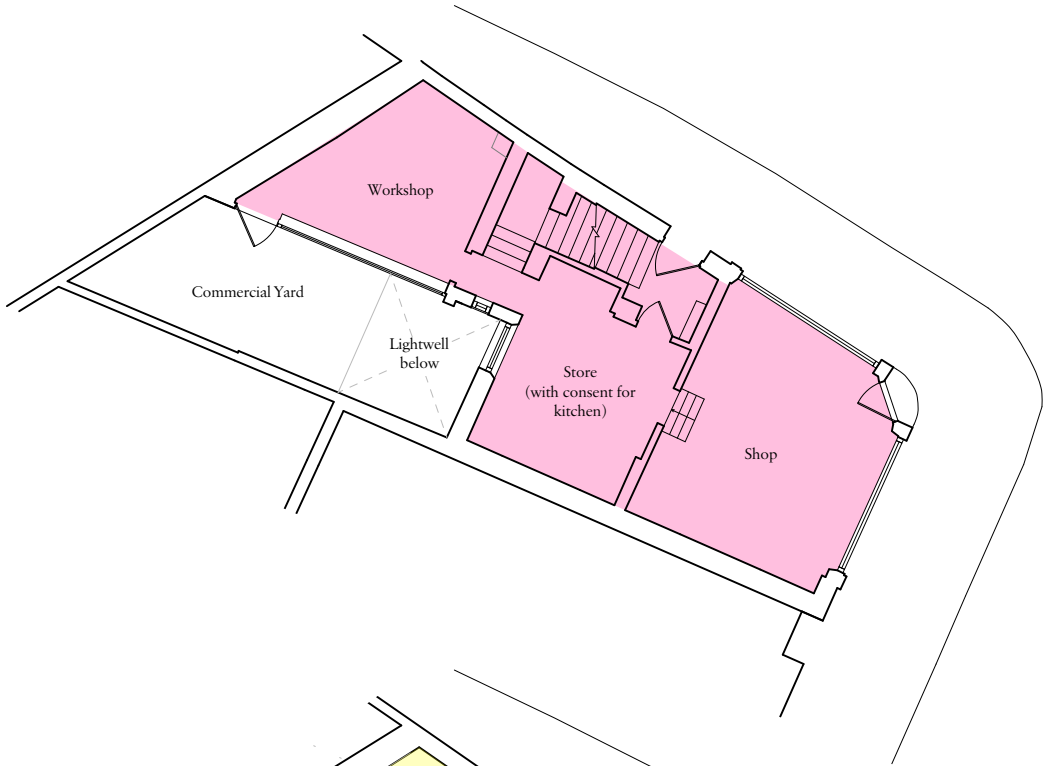 Workshop
Commercial Yard
Lightwell
below
Store
(with consent for
kitchen)
Shop